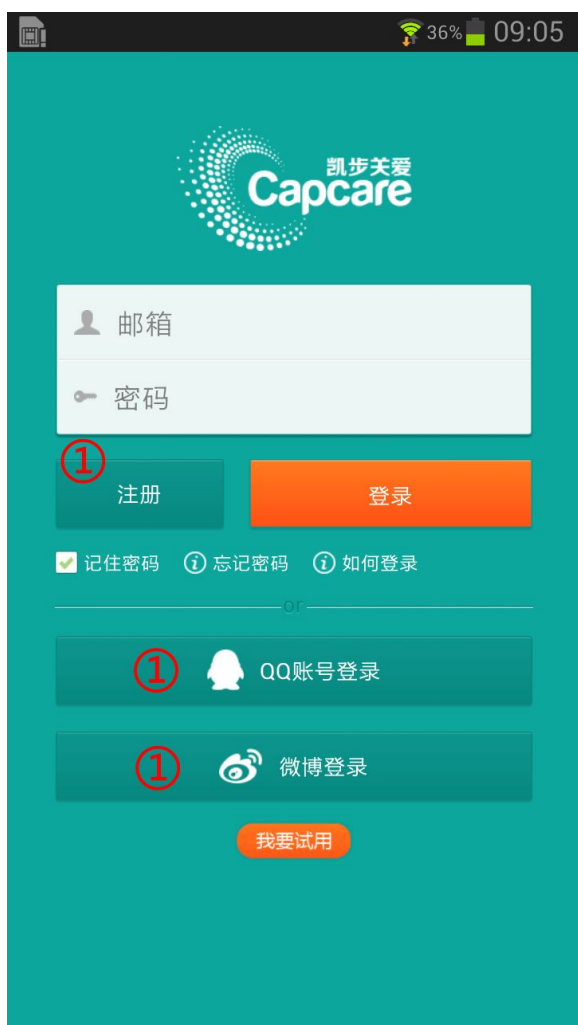 36% 09:05
凯步关爱
Capcare
邮箱
密码
①
注册 登录
记住密码 忘记密码 如何登录
or
① QQ账号登录
① 微博登录
我要试用